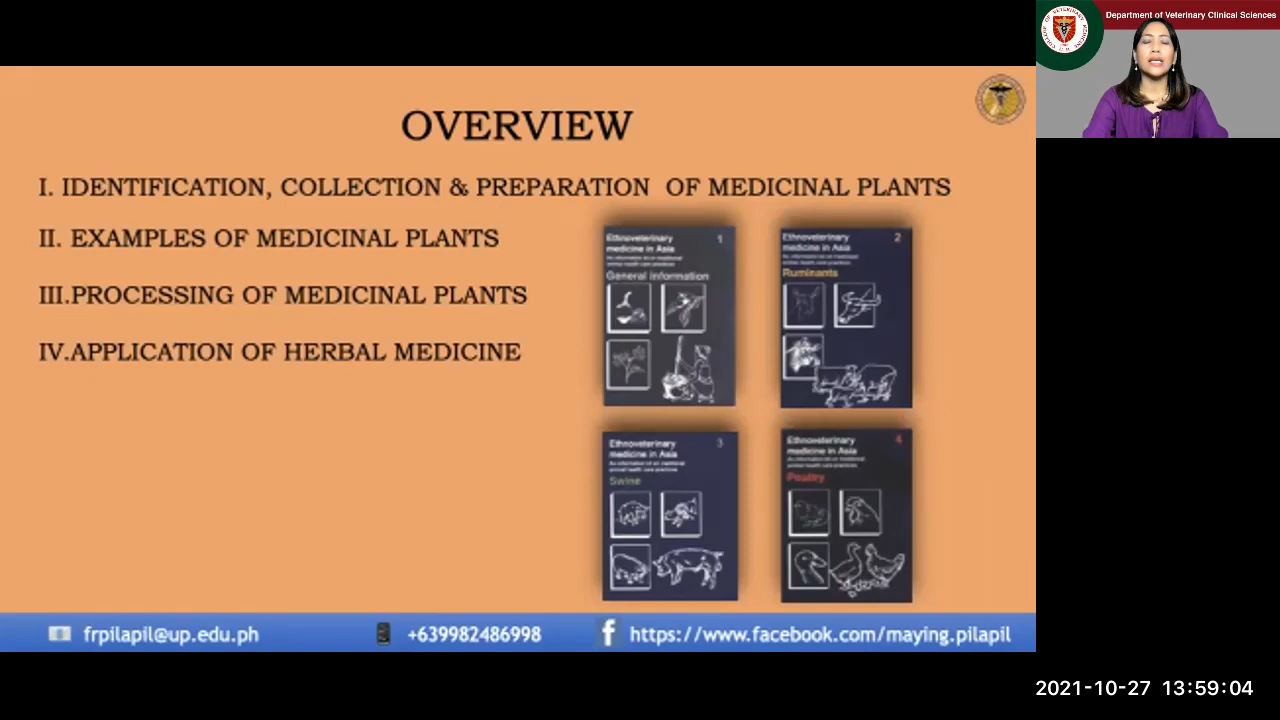 Department of Veterinary Clinical Sciences
OVERVIEW
I. IDENTIFICATION, COLLECTION & PREPARATION OF MEDICINAL PLANTS
II. EXAMPLES OF MEDICINAL PLANTS
III.PROCESSING OF MEDICINAL PLANTS
IV.APPLICATION OF HERBAL MEDICINE
Ethnoveterinary 1
medicine in Asia
General information
Ethnoveterinary 2
medicine in Asia
Ruminants
Ethnoveterinary 3
medicine in Asia
Swine
Ethnoveterinary 4
medicine in Asia
Poultry
frpilapil@up.edu.ph
+639982486998
f https://www.facebook.com/maying.pilapil
2021-10-27 13:59:04